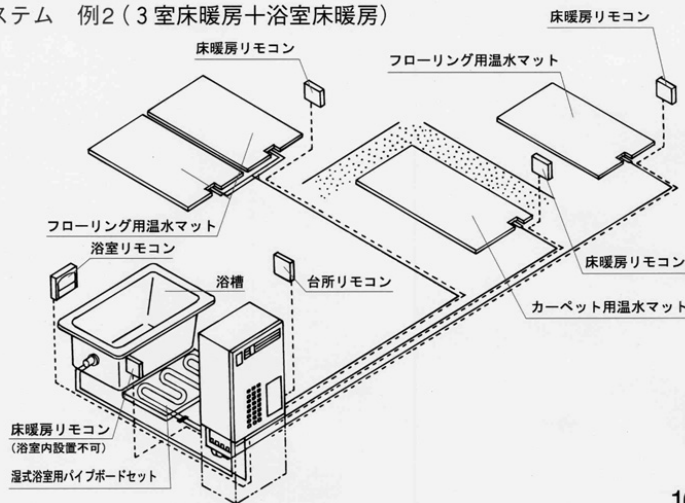 ステム 例2(3室床暖房+浴室床暖房)
床暖房リモコン
床暖房リモコン
フローリング用温水マット
フローリング用温水マット
浴室リモコン
浴槽
台所リモコン
床暖房リモコン
カーペット用温水マット
床暖房リモコン
(浴室内設置不可)
湿式浴室用パイプボードセット